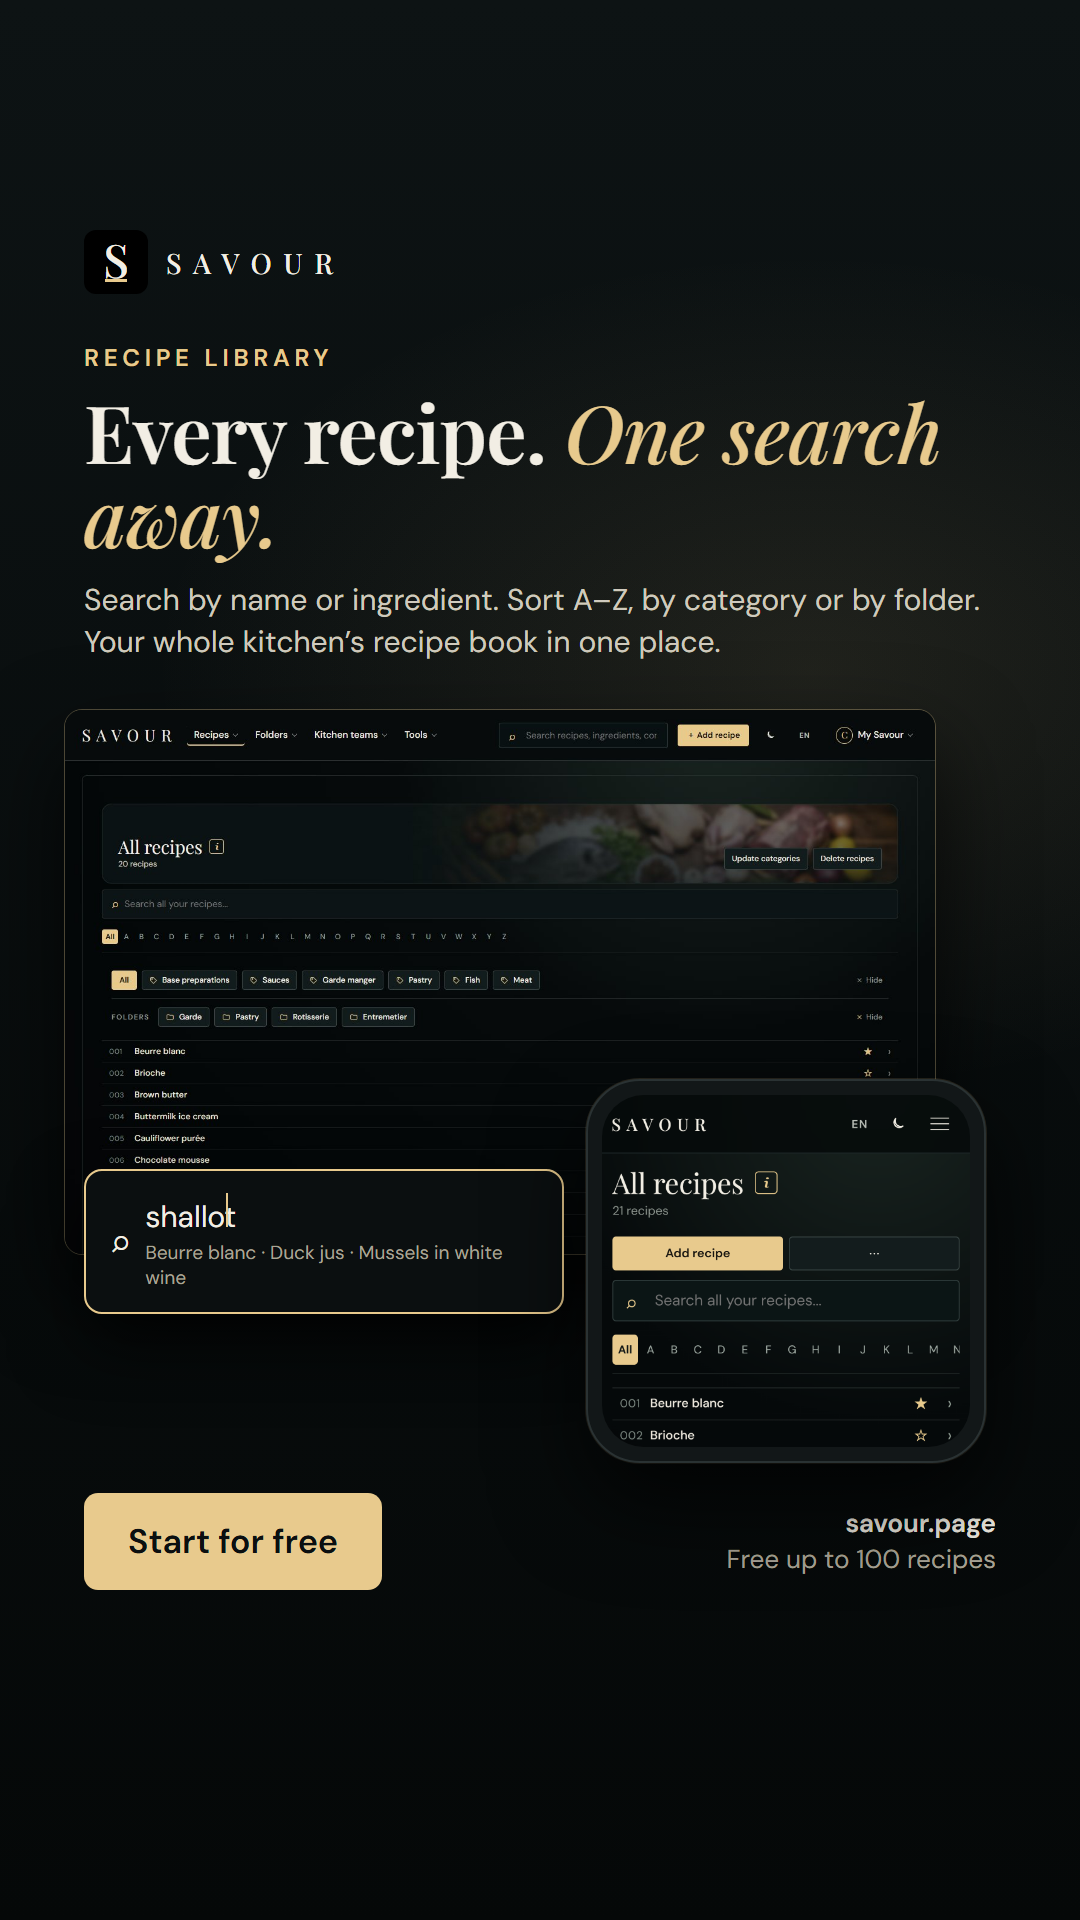 S SAVOUR
RECIPE LIBRARY
Every recipe. One search
away.
Search by name or ingredient. Sort A–Z, by category or by folder.
Your whole kitchen’s recipe book in one place.
SAVOUR Recipes Folders Kitchen teams Tools Search recipes, ingredients, cor + Add recipe EN C My Savour
All recipes i
20 recipes
Update categories Delete recipes
Search all your recipes...
All A B C D E F G H I J K L M N O P Q R S T U V W X Y Z
All Base preparations Sauces Garde manger Pastry Fish Meat × Hide
FOLDERS Garde Pastry Rotisserie Entremetier × Hide
001 Beurre blanc ★ ›
002 Brioche ☆ ›
003 Brown butter
004 Buttermilk ice cream
005 Cauliflower purée
006 Chocolate mousse
shallot
Beurre blanc · Duck jus · Mussels in white
wine
SAVOUR EN
All recipes i
21 recipes
Add recipe ...
Search all your recipes...
All A B C D E F G H I J K L M N
001 Beurre blanc ★ ›
002 Brioche ☆ ›
Start for free
savour.page
Free up to 100 recipes